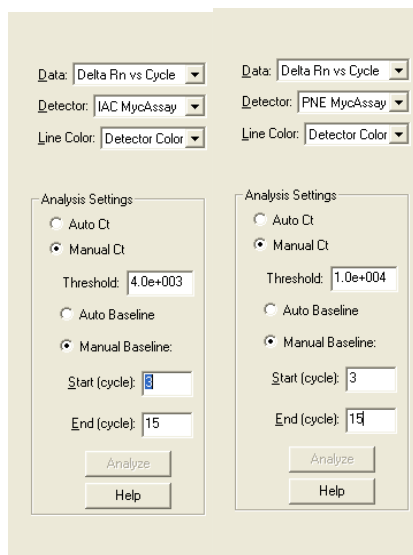 Data: Delta Rn vs Cycle
Detector: IAC MycAssay
Line Color: Detector Color
Analysis Settings
Auto Ct
Manual Ct
Threshold: 4.0e+003
Auto Baseline
Manual Baseline:
Start (cycle): 3
End (cycle): 15
Analyze
Help
Data: Delta Rn vs Cycle
Detector: PNE MycAssay
Line Color: Detector Color
Analysis Settings
Auto Ct
Manual Ct
Threshold: 1.0e+004
Auto Baseline
Manual Baseline:
Start (cycle): 3
End (cycle): 15
Analyze
Help